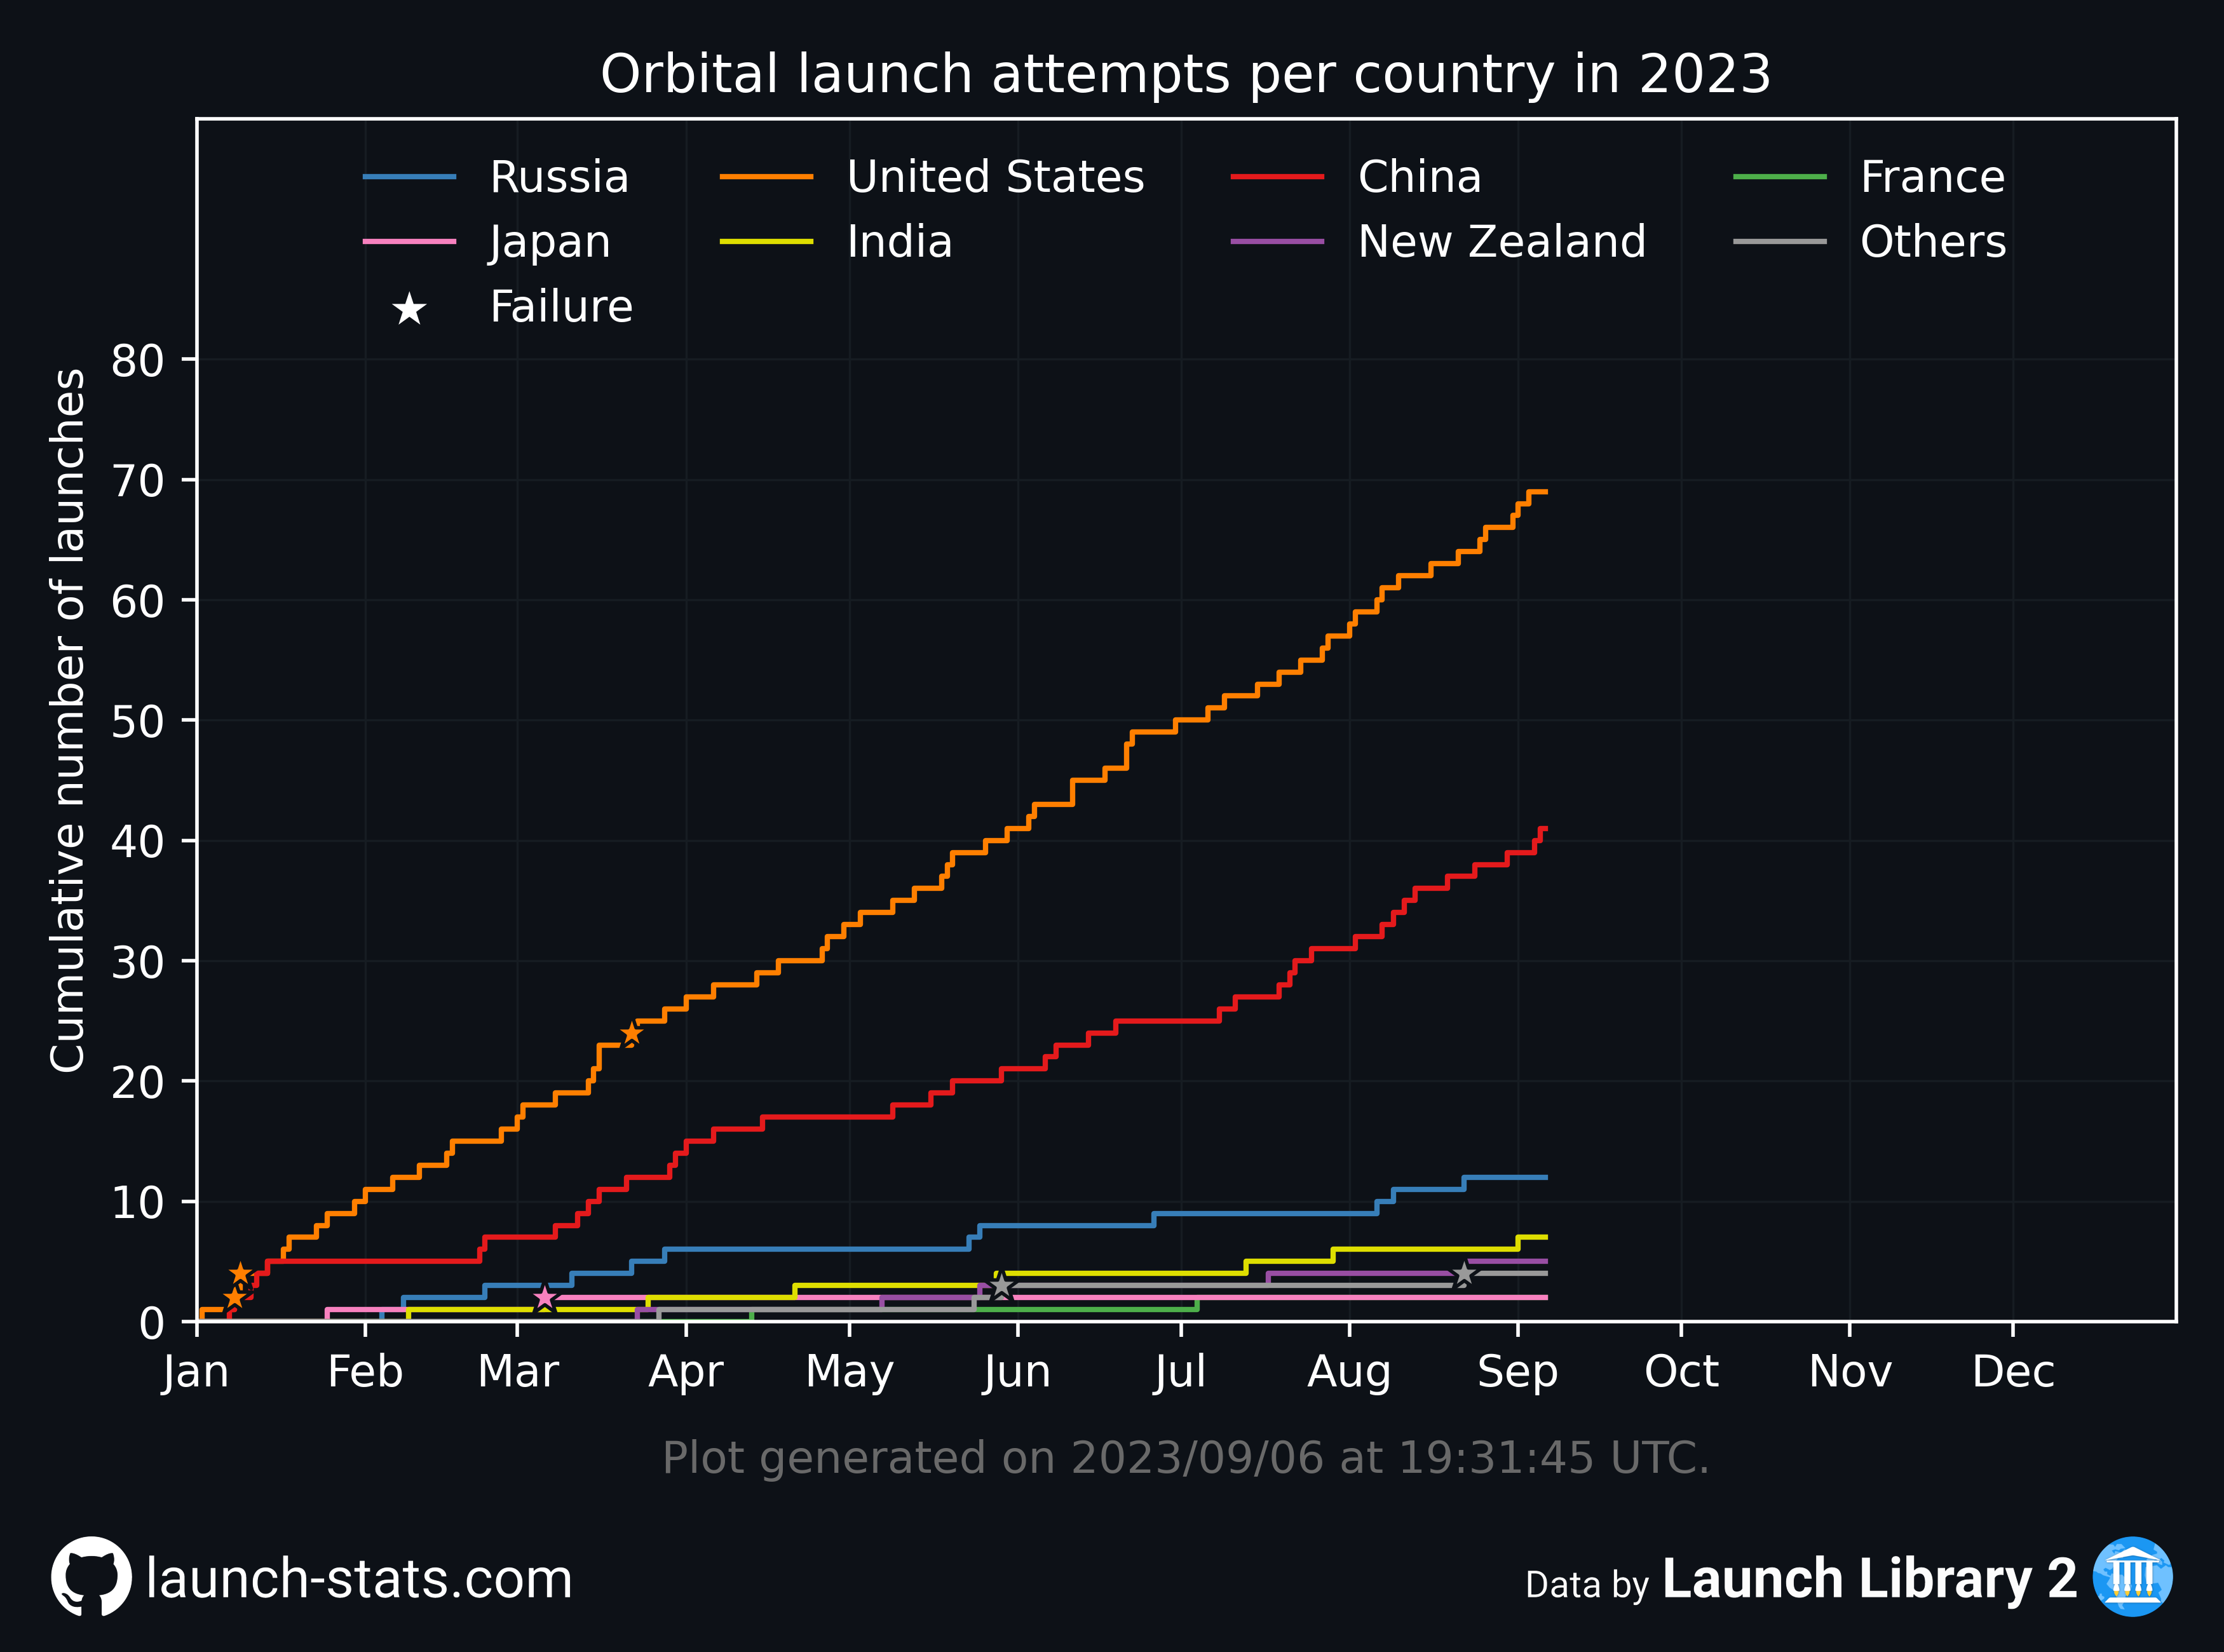 Orbital launch attempts per country in 2023
Russia United States China France
Japan India New Zealand Others
Failure
Cumulative number of launches
80
70
60
50
40
30
20
10
0
Jan Feb Mar Apr May Jun Jul Aug Sep Oct Nov Dec
Plot generated on 2023/09/06 at 19:31:45 UTC.
launch-stats.com
Data by Launch Library 2